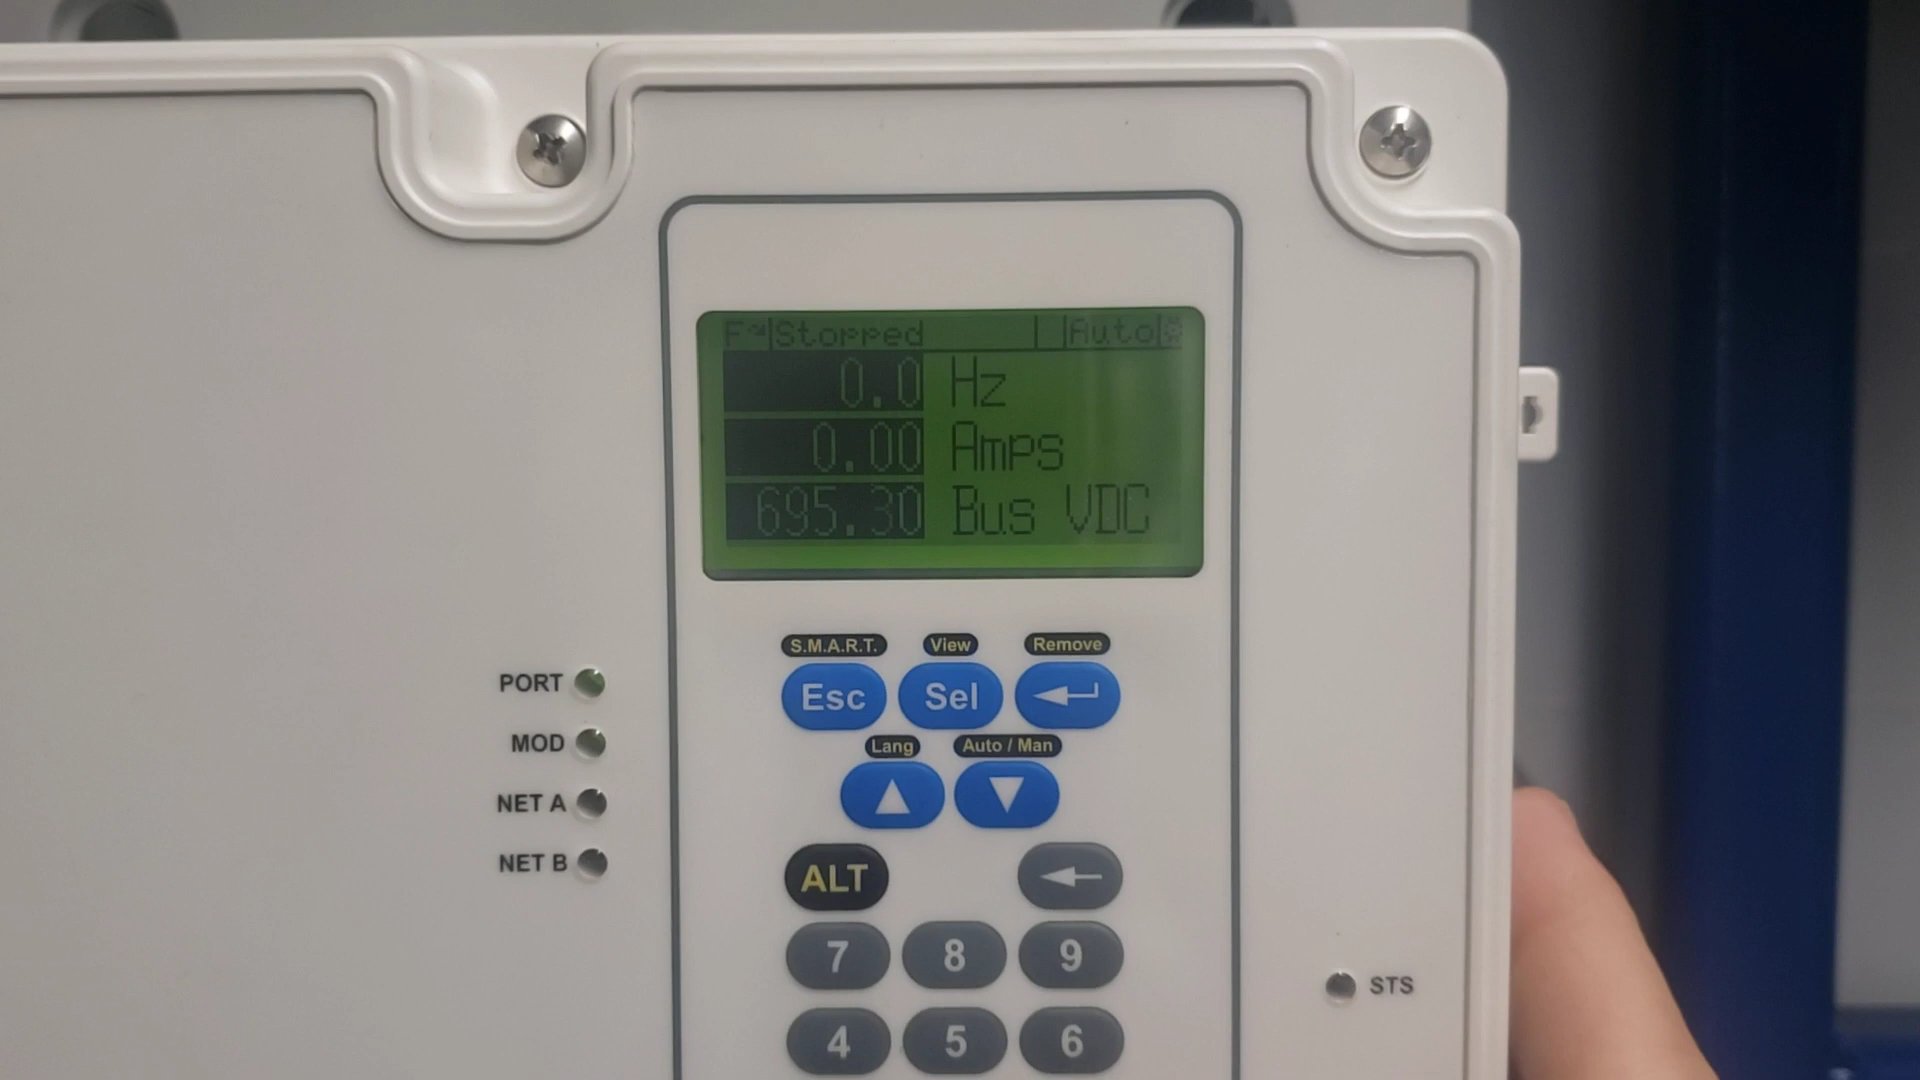 F Stopped Auto
0.0 Hz
0.00 Amps
695.30 Bus VDC
S.M.A.R.T. View Remove
Esc Sel
Lang Auto / Man
ALT
7 8 9
4 5 6
PORT
MOD
NET A
NET B
STS